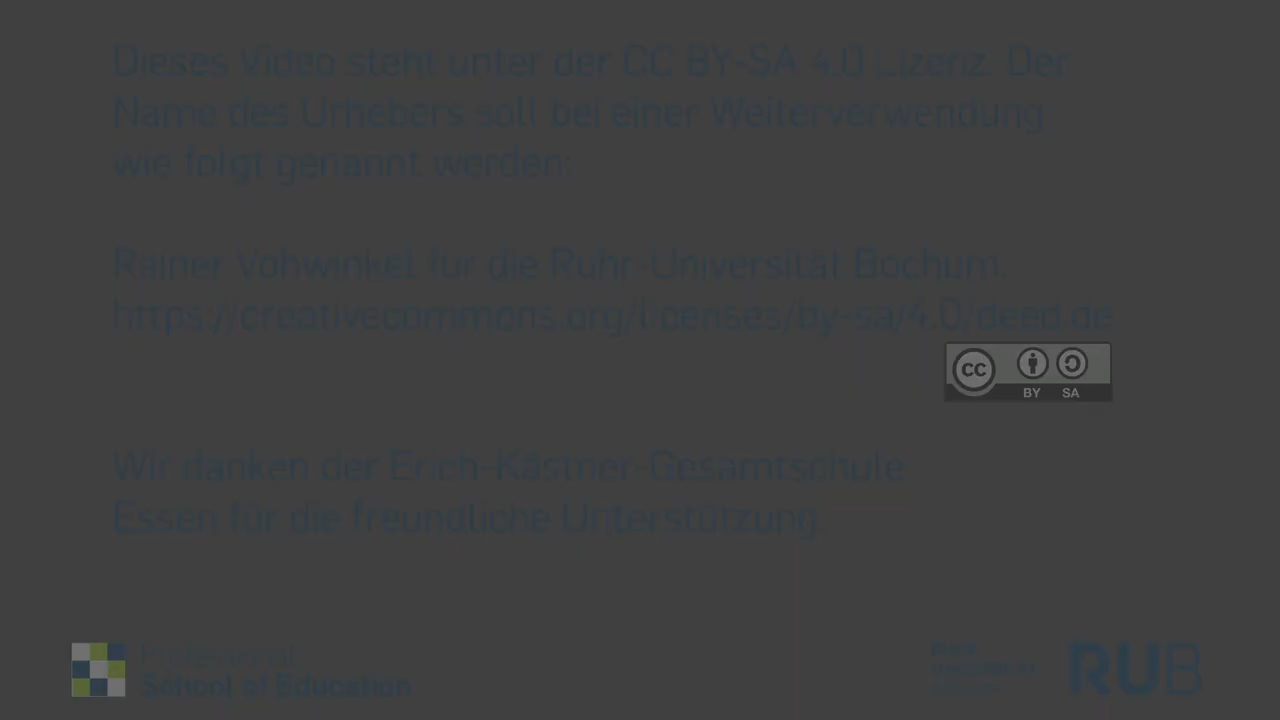 Dieses Video steht unter der CC BY-SA 4.0 Lizenz. Der
Name des Urhebers soll bei einer Weiterverwendung
wie folgt genannt werden:
Rainer Vohwinkel für die Ruhr-Universität Bochum.
https://creativecommons.org/licenses/by-sa/4.0/deed.de
CC BY SA
Wir danken der Erich-Kästner-Gesamtschule
Essen für die freundliche Unterstützung.
Professional
School of Education
RUB